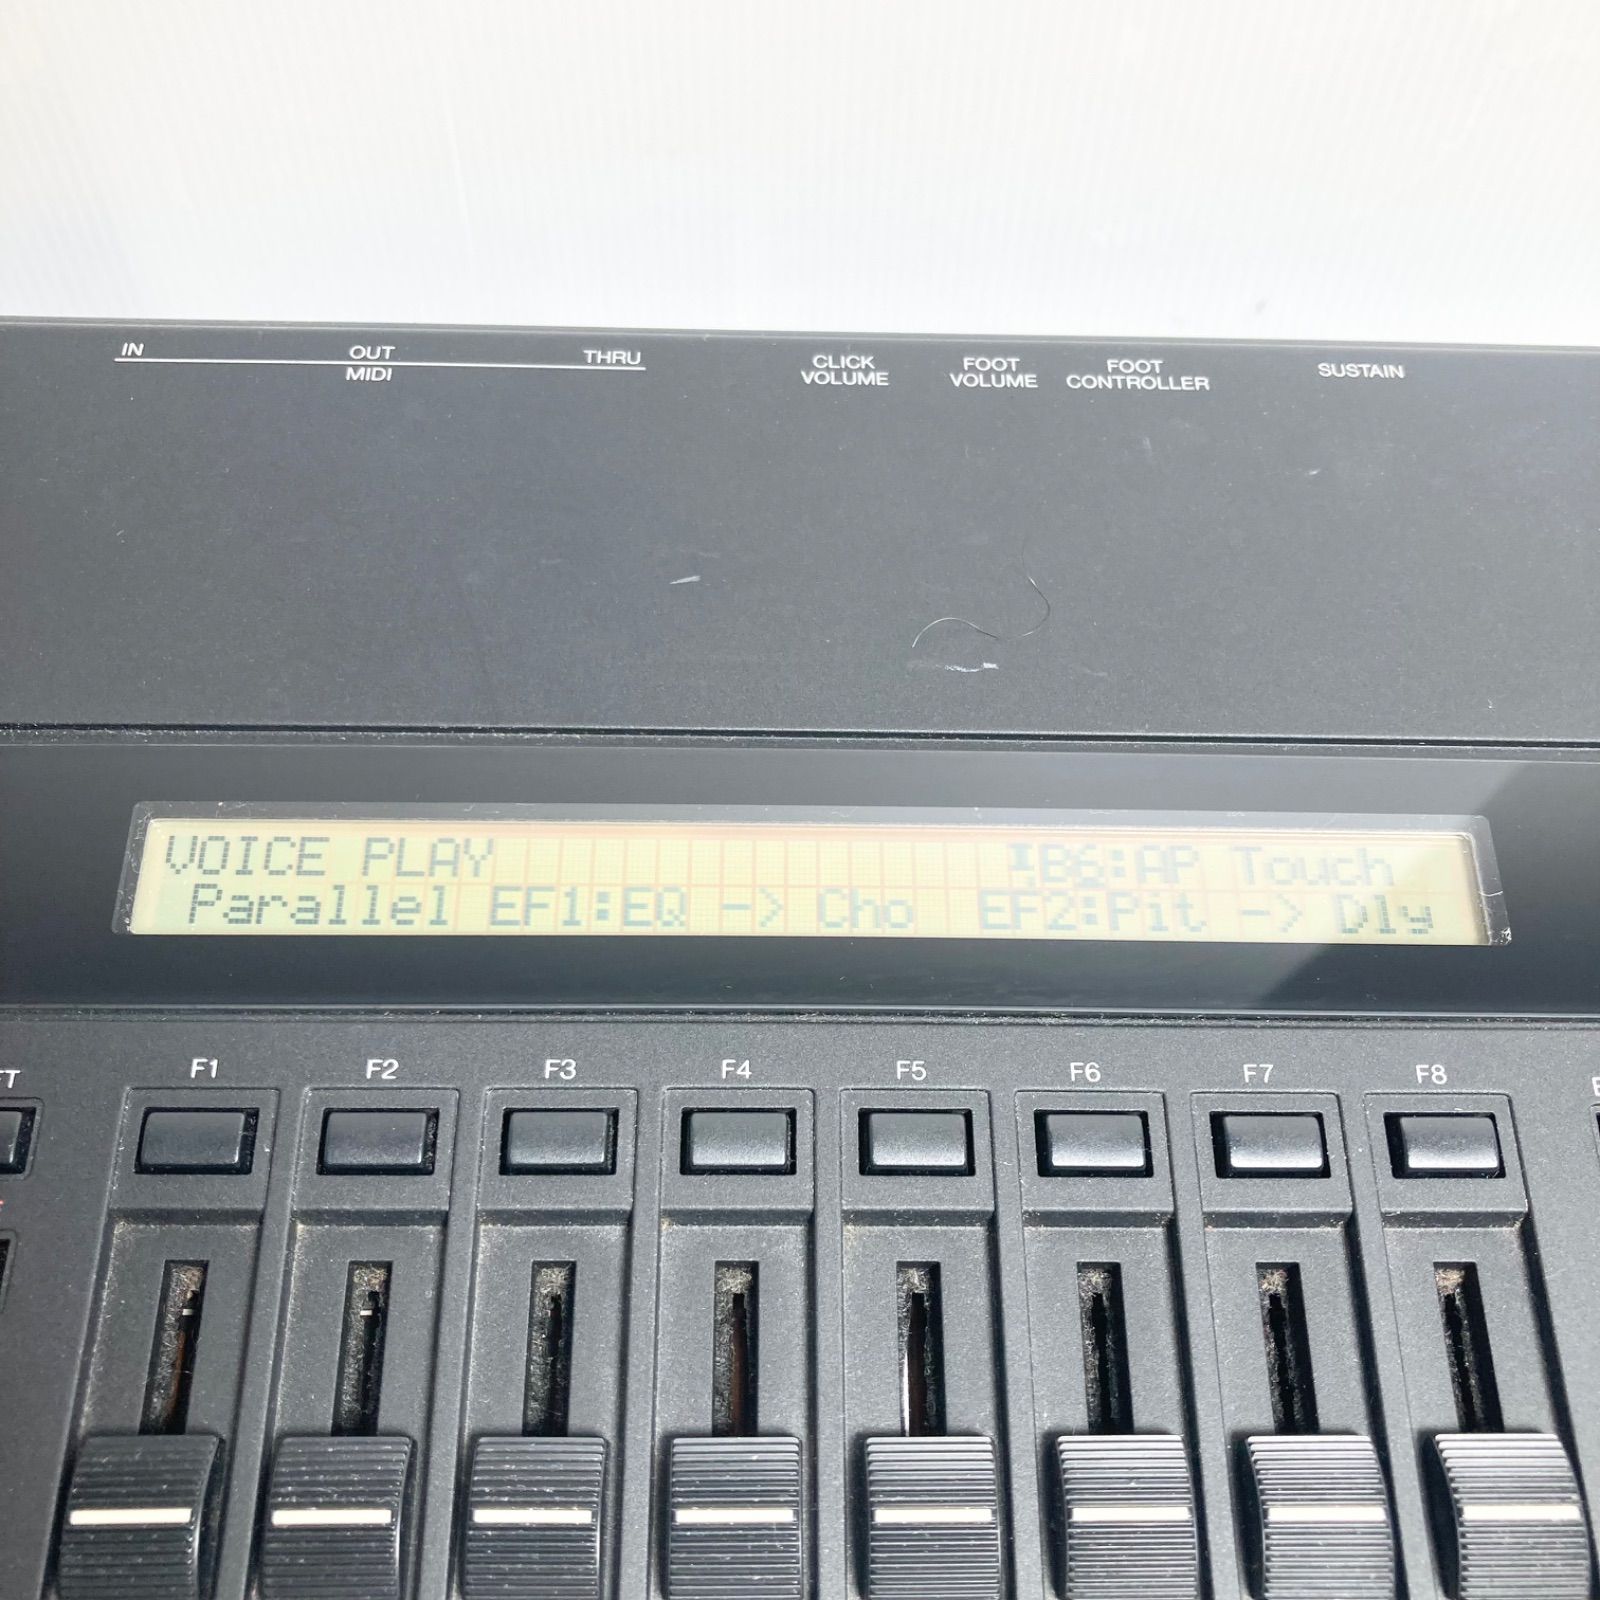 IN OUT THRU
MIDI
CLICK
VOLUME
FOOT
VOLUME
FOOT
CONTROLLER
SUSTAIN
VOICE PLAY B6:AP Touch
Parallel EF1:EQ -> Cho EF2:Pit -> Dly
F1 F2 F3 F4 F5 F6 F7 F8